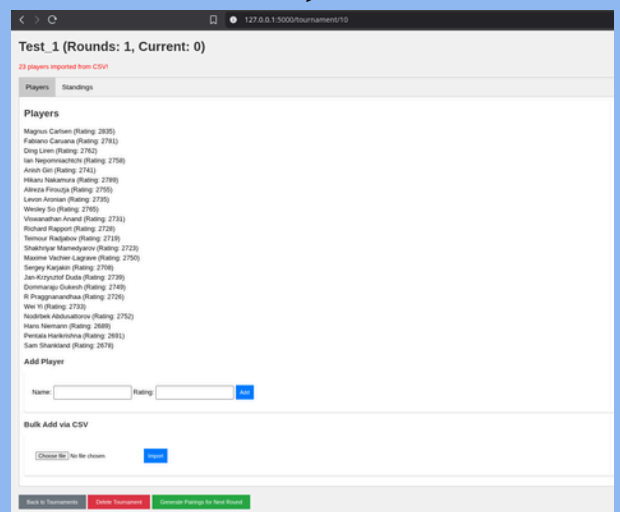 127.0.0.1:5000/tournament/10
Test_1 (Rounds: 1, Current: 0)
23 players imported from CSV!
Players Standings
Players
Magnus Carlsen (Rating: 2835)
Fabiano Caruana (Rating: 2781)
Ding Liren (Rating: 2762)
Ian Nepomniachtchi (Rating: 2758)
Anish Giri (Rating: 2741)
Hikaru Nakamura (Rating: 2789)
Alireza Firouzja (Rating: 2755)
Levon Aronian (Rating: 2735)
Wesley So (Rating: 2765)
Viswanathan Anand (Rating: 2731)
Richard Rapport (Rating: 2728)
Teimour Radjabov (Rating: 2719)
Shakhriyar Mamedyarov (Rating: 2723)
Maxime Vachier-Lagrave (Rating: 2750)
Sergey Karjakin (Rating: 2708)
Jan-Krzysztof Duda (Rating: 2739)
Dommaraju Gukesh (Rating: 2749)
R Praggnanandhaa (Rating: 2726)
Wei Yi (Rating: 2733)
Nodirbek Abdusattorov (Rating: 2752)
Hans Niemann (Rating: 2689)
Pentala Harikrishna (Rating: 2691)
Sam Shankland (Rating: 2678)
Add Player
Name: Rating: Add
Bulk Add via CSV
Choose file No file chosen Import
Back to Tournaments Delete Tournament Generate Pairings for Next Round